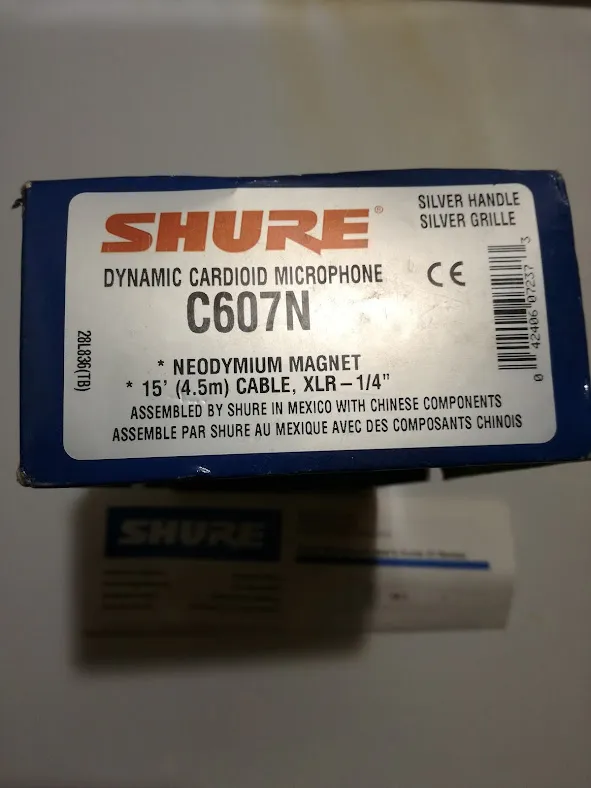 SHURE®
SILVER HANDLE
SILVER GRILLE
DYNAMIC CARDIOID MICROPHONE
CE
C607N
* NEODYMIUM MAGNET
* 15' (4.5m) CABLE, XLR – 1/4"
ASSEMBLED BY SHURE IN MEXICO WITH CHINESE COMPONENTS
ASSEMBLE PAR SHURE AU MEXIQUE AVEC DES COMPOSANTS CHINOIS
28L836(TB)
0 42406 07237 3
SHURE